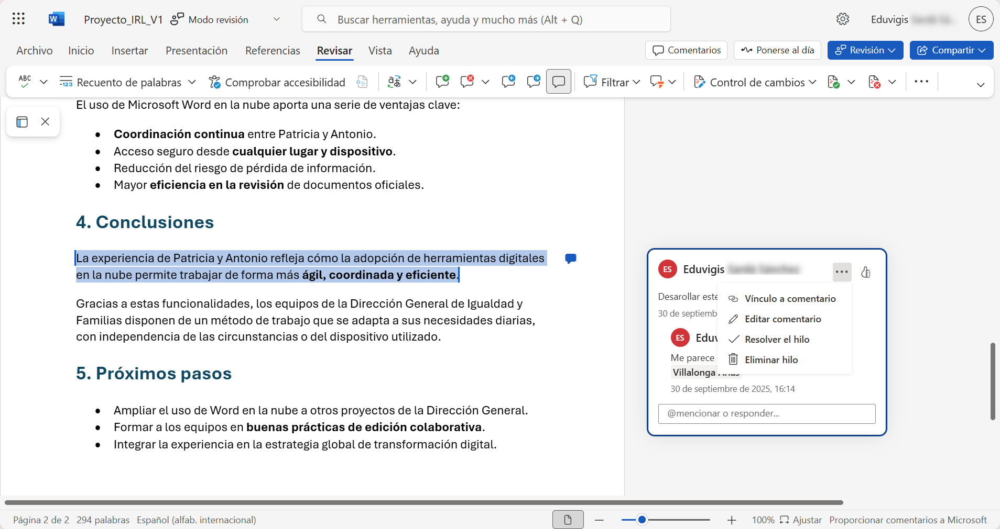 Proyecto_IRL_V1
Modo revisión
Buscar herramientas, ayuda y mucho más (Alt + Q)
Eduvigis
ES
Archivo
Inicio
Insertar
Presentación
Referencias
Revisar
Vista
Ayuda
Comentarios
Ponerse al día
Revisión
Compartir
ABC
123
Recuento de palabras
Comprobar accesibilidad
Filtrar
Control de cambios
El uso de Microsoft Word en la nube aporta una serie de ventajas clave:
• Coordinación continua entre Patricia y Antonio.
• Acceso seguro desde cualquier lugar y dispositivo.
• Reducción del riesgo de pérdida de información.
• Mayor eficiencia en la revisión de documentos oficiales.
4. Conclusiones
La experiencia de Patricia y Antonio refleja cómo la adopción de herramientas digitales
en la nube permite trabajar de forma más ágil, coordinada y eficiente.
Gracias a estas funcionalidades, los equipos de la Dirección General de Igualdad y
Familias disponen de un método de trabajo que se adapta a sus necesidades diarias,
con independencia de las circunstancias o del dispositivo utilizado.
5. Próximos pasos
• Ampliar el uso de Word en la nube a otros proyectos de la Dirección General.
• Formar a los equipos en buenas prácticas de edición colaborativa.
• Integrar la experiencia en la estrategia global de transformación digital.
ES
Eduvigis
Desarollar este
30 de septiemb
Vínculo a comentario
Editar comentario
Resolver el hilo
Eliminar hilo
ES
Eduv
Me parece
Villalonga
30 de septiembre de 2025, 16:14
@mencionar o responder...
Página 2 de 2
294 palabras
Español (alfab. internacional)
100%
Ajustar
Proporcionar comentarios a Microsoft